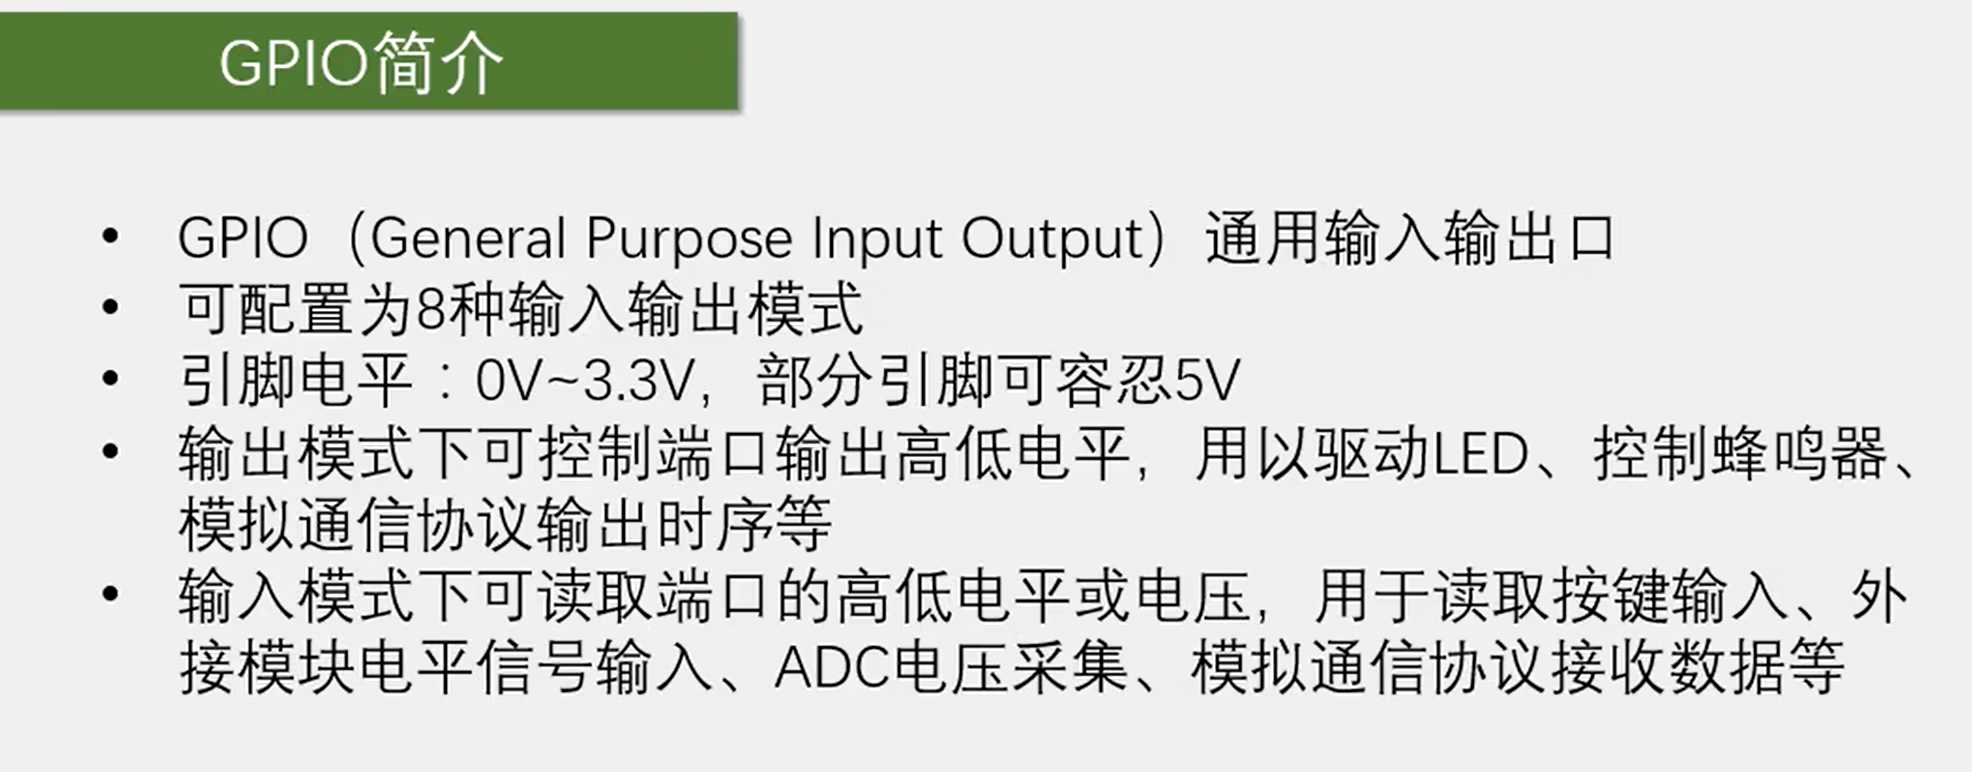 GPIO简介
• GPIO（General Purpose Input Output）通用输入输出口
• 可配置为8种输入输出模式
• 引脚电平：0V~3.3V，部分引脚可容忍5V
• 输出模式下可控制端口输出高低电平，用以驱动LED、控制蜂鸣器、
模拟通信协议输出时序等
• 输入模式下可读取端口的高低电平或电压，用于读取按键输入、外
接模块电平信号输入、ADC电压采集、模拟通信协议接收数据等